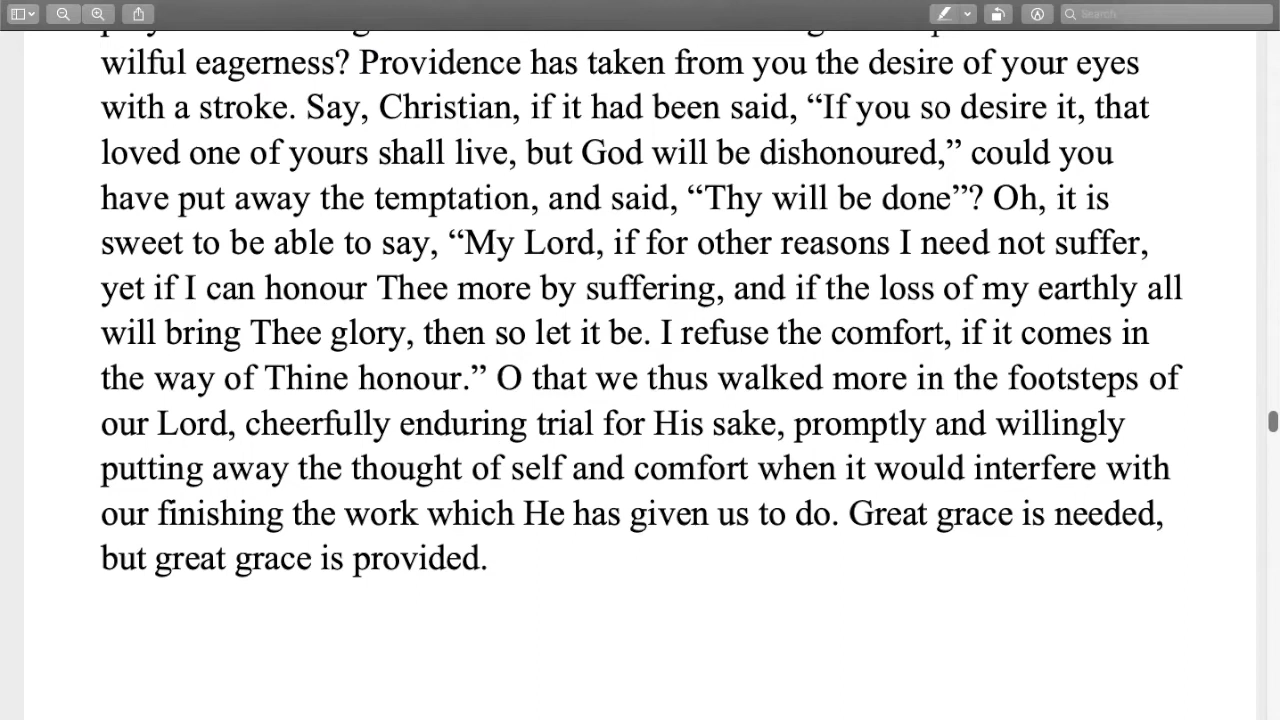 Search
wilful eagerness? Providence has taken from you the desire of your eyes
with a stroke. Say, Christian, if it had been said, “If you so desire it, that
loved one of yours shall live, but God will be dishonoured,” could you
have put away the temptation, and said, “Thy will be done”? Oh, it is
sweet to be able to say, “My Lord, if for other reasons I need not suffer,
yet if I can honour Thee more by suffering, and if the loss of my earthly all
will bring Thee glory, then so let it be. I refuse the comfort, if it comes in
the way of Thine honour.” O that we thus walked more in the footsteps of
our Lord, cheerfully enduring trial for His sake, promptly and willingly
putting away the thought of self and comfort when it would interfere with
our finishing the work which He has given us to do. Great grace is needed,
but great grace is provided.